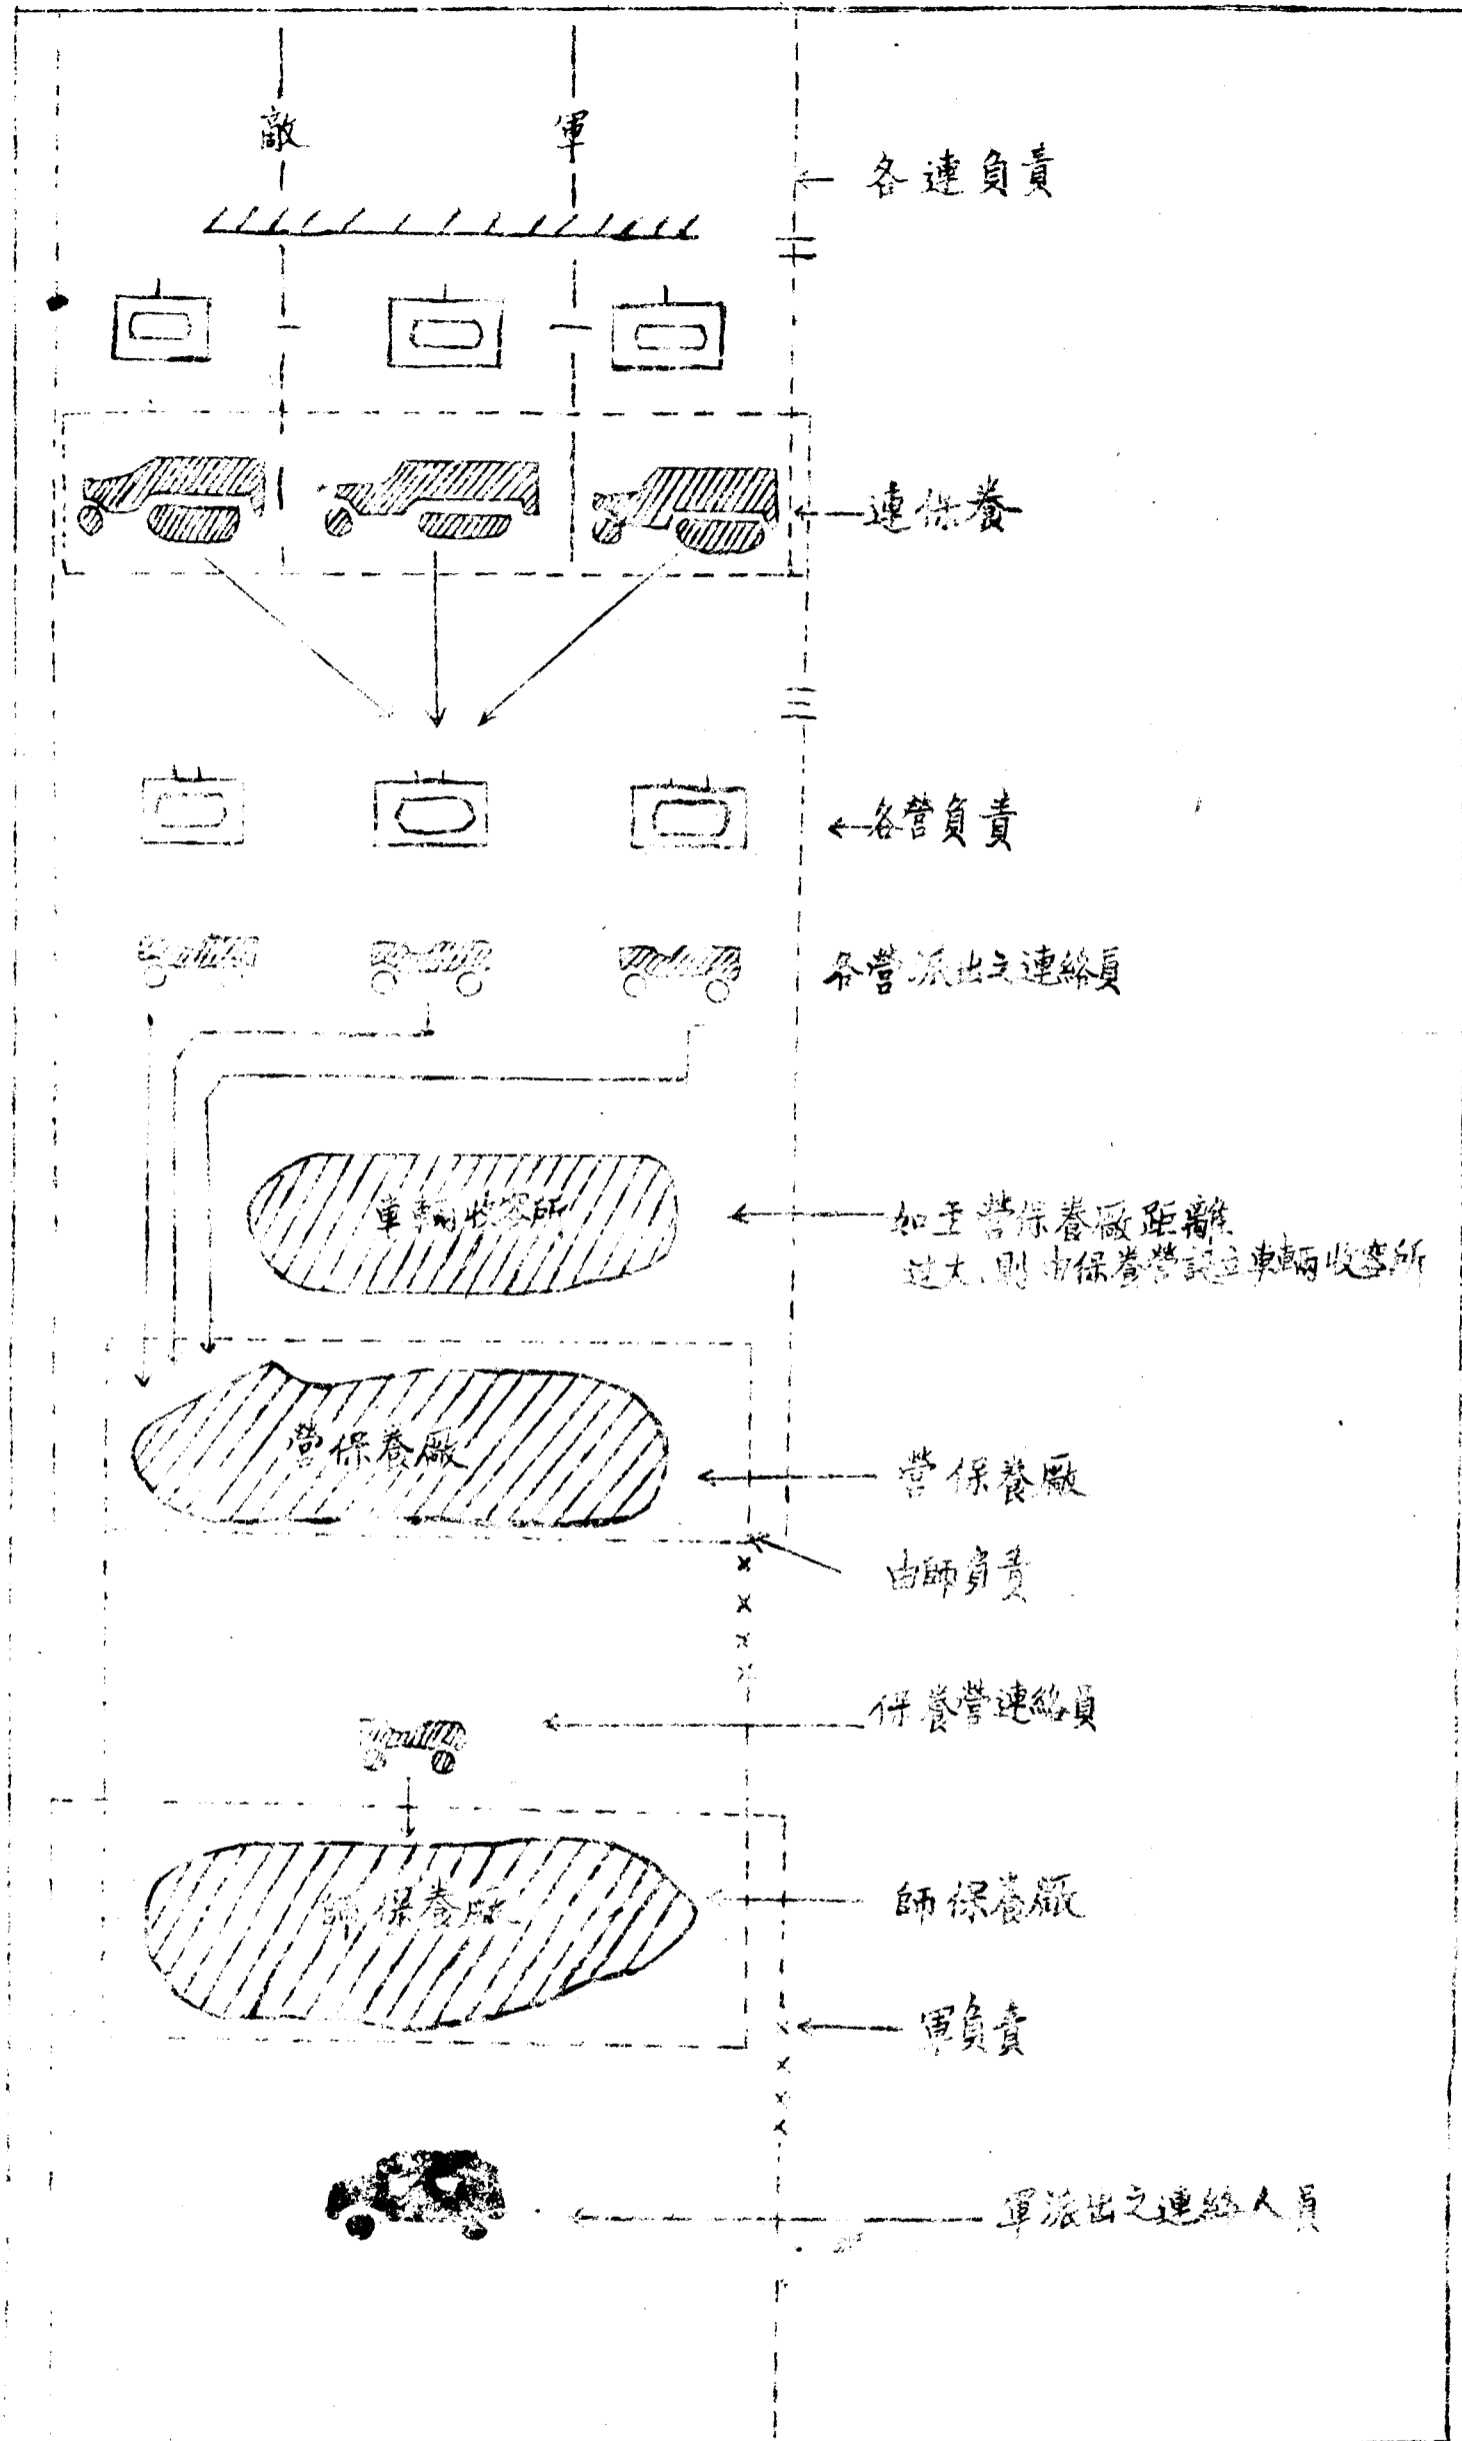 敵 軍
各連負責
連保養
各營負責
各營派出之連絡員
車輛收容所
如至營保養廠距離
过大,則由保養營設立車輛收容所
營保養廠
營保養廠
由師負責
保養營連絡員
師保養廠
師保養廠
軍負責
軍派出之連絡人員